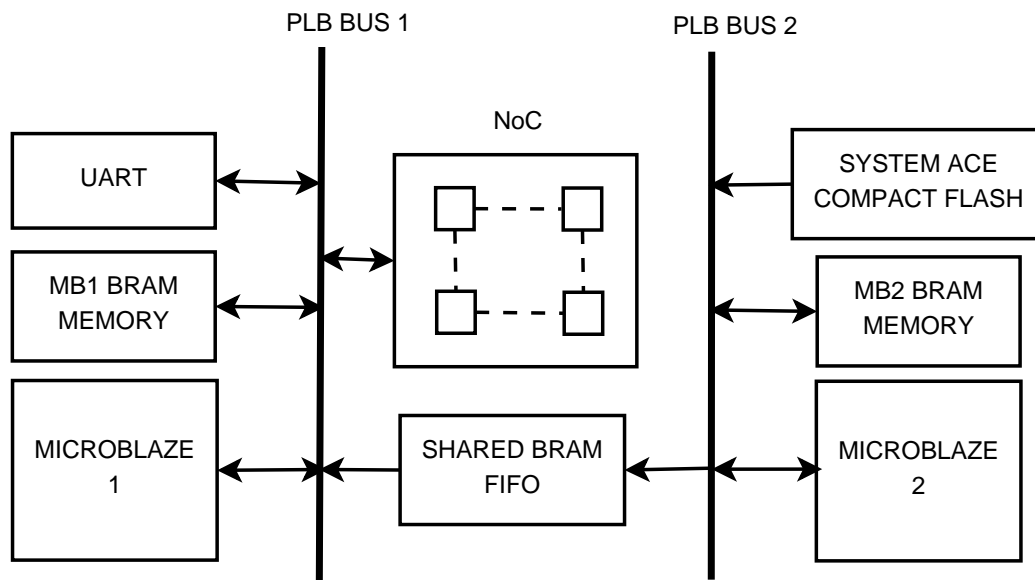 PLB BUS 1
PLB BUS 2
NoC
UART
SYSTEM ACE
COMPACT FLASH
MB1 BRAM
MEMORY
MB2 BRAM
MEMORY
MICROBLAZE
1
SHARED BRAM
FIFO
MICROBLAZE
2